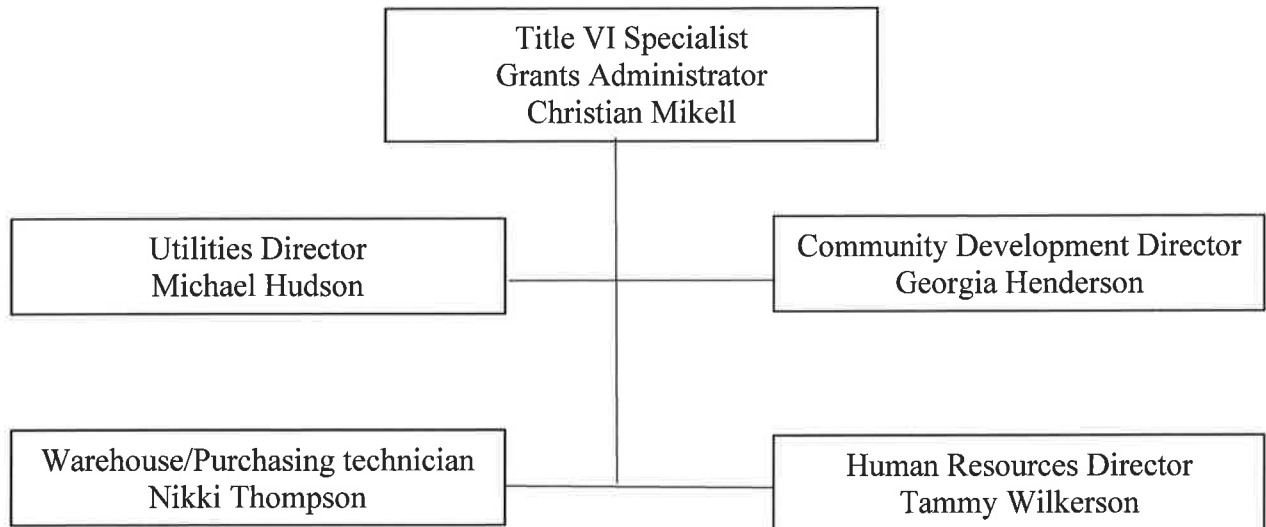 Title VI Specialist
Grants Administrator
Christian Mikell
Utilities Director
Michael Hudson
Community Development Director
Georgia Henderson
Warehouse/Purchasing technician
Nikki Thompson
Human Resources Director
Tammy Wilkerson